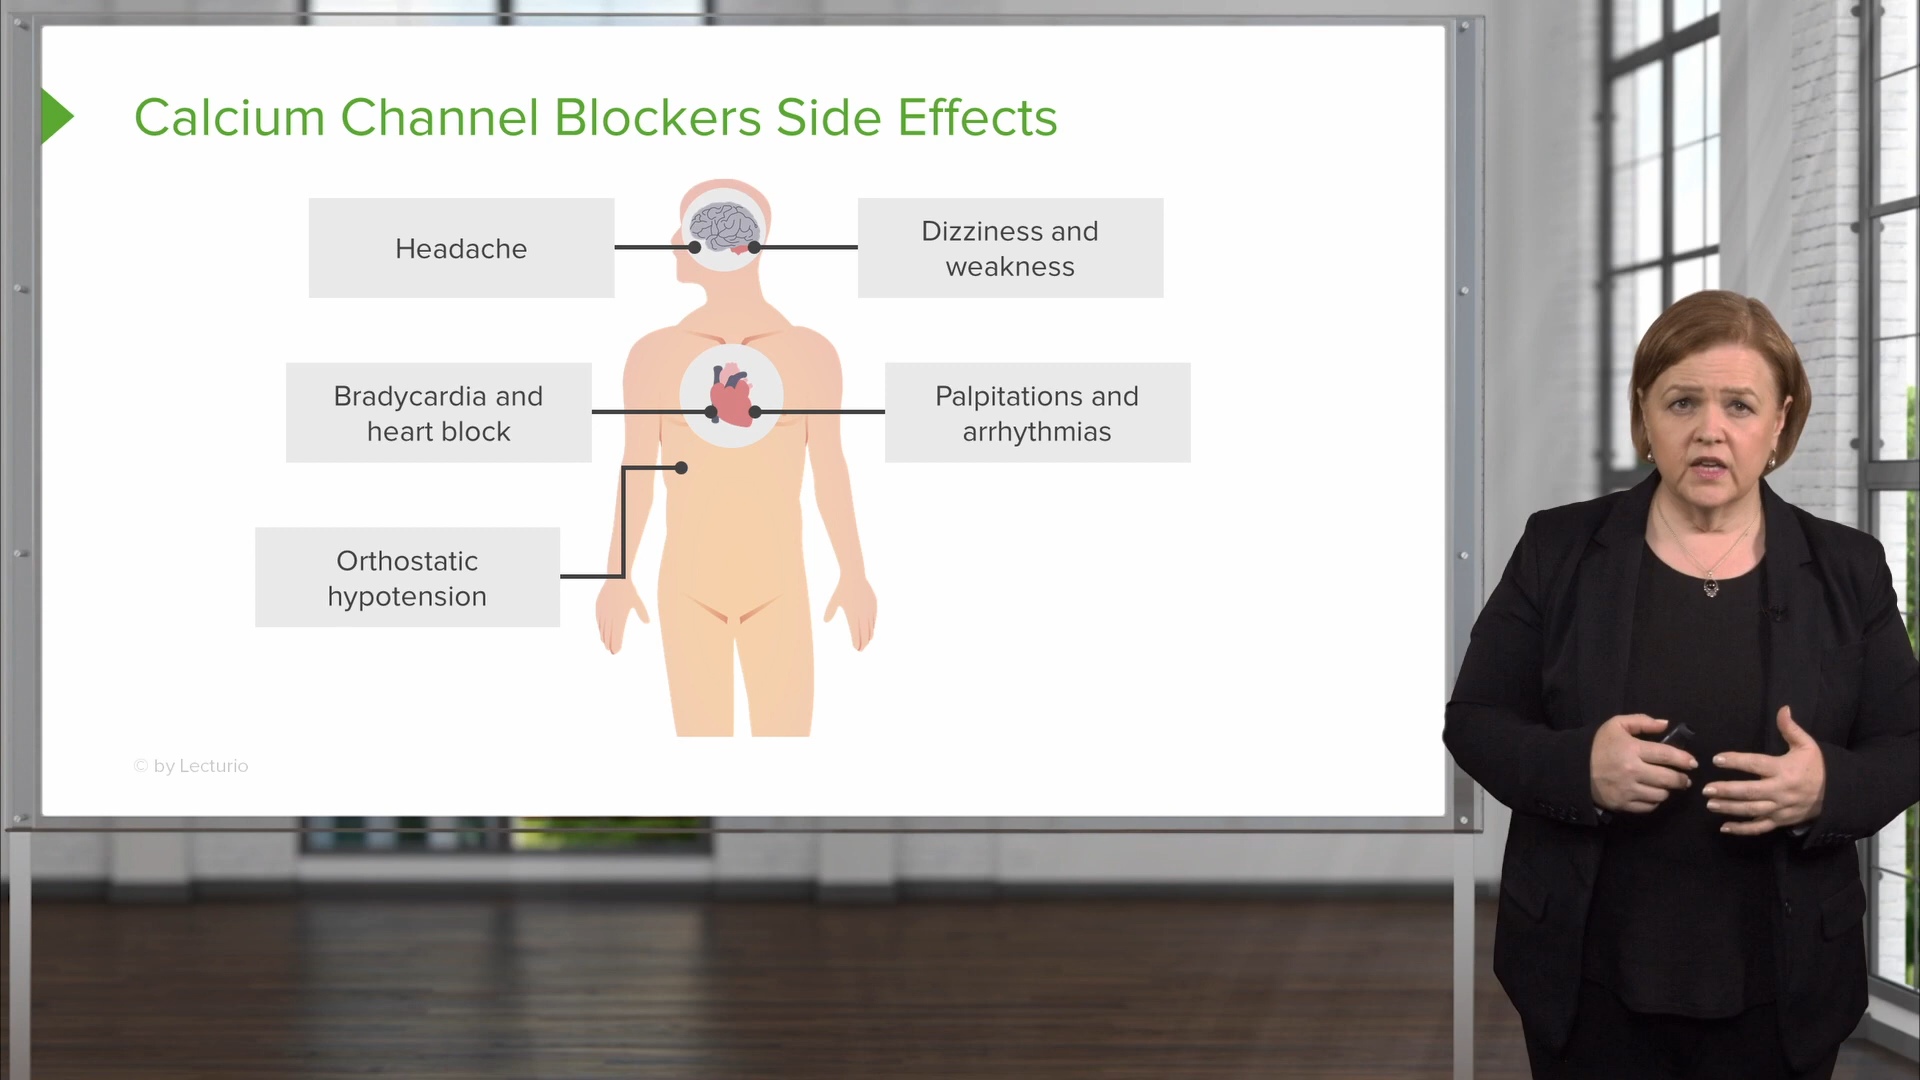 Calcium Channel Blockers Side Effects
Headache
Dizziness and
weakness
Bradycardia and
heart block
Palpitations and
arrhythmias
Orthostatic
hypotension
© by Lecturio